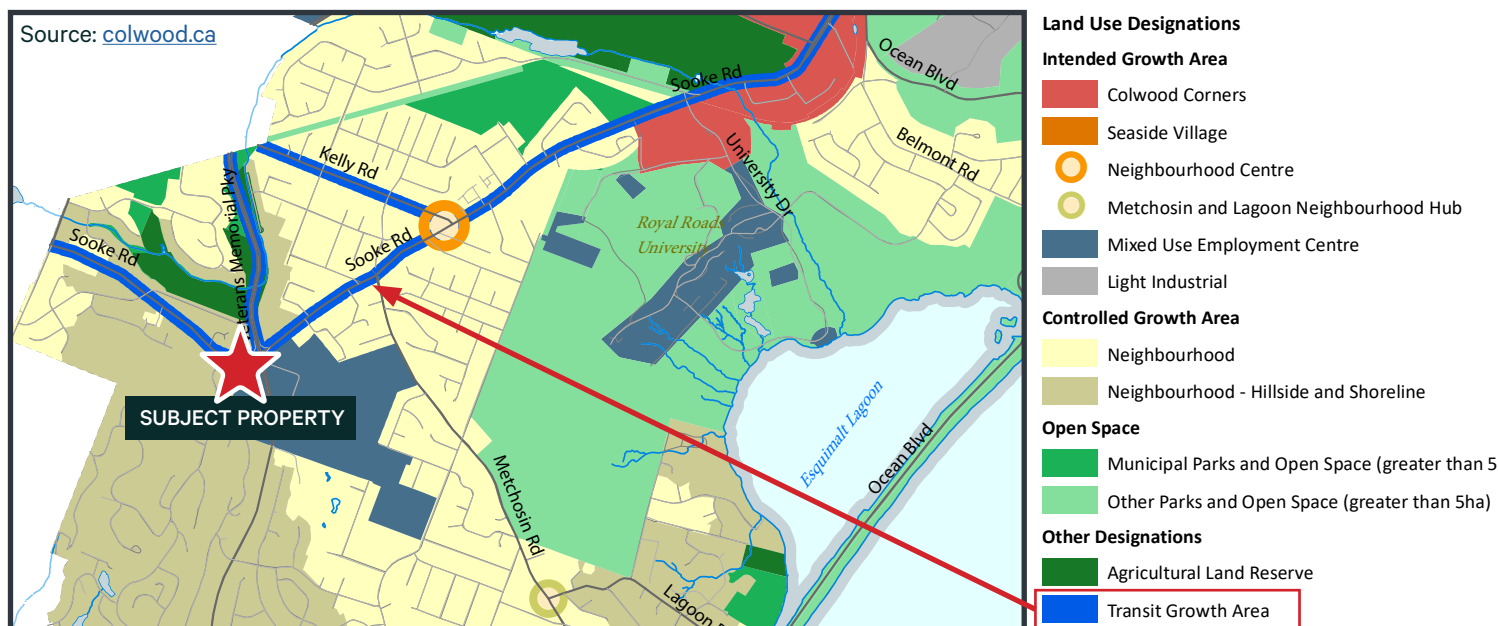 Source: colwood.ca
Sooke Rd
Ocean Blvd
Belmont Rd
University Dr
Kelly Rd
Veterans Memorial Pky
Royal Roads
University
Sooke Rd
Sooke Rd
SUBJECT PROPERTY
Esquimalt Lagoon
Ocean Blvd
Metchosin Rd
Lagoon
Land Use Designations
Intended Growth Area
Colwood Corners
Seaside Village
Neighbourhood Centre
Metchosin and Lagoon Neighbourhood Hub
Mixed Use Employment Centre
Light Industrial
Controlled Growth Area
Neighbourhood
Neighbourhood - Hillside and Shoreline
Open Space
Municipal Parks and Open Space (greater than 5
Other Parks and Open Space (greater than 5ha)
Other Designations
Agricultural Land Reserve
Transit Growth Area